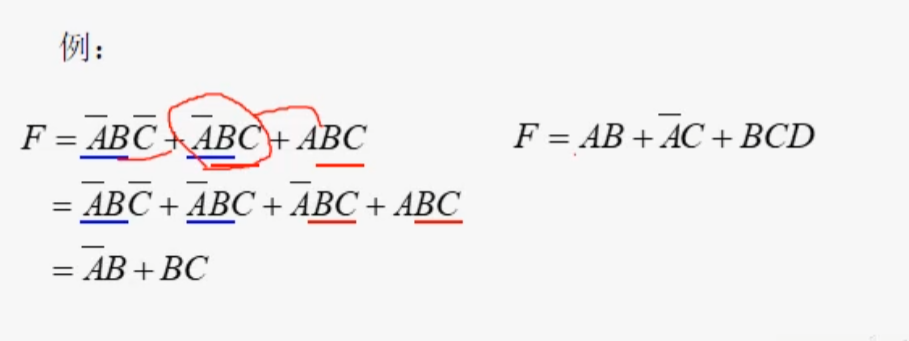 例：
F = A̅BC̅ + A̅BC + ABC
= A̅BC̅ + A̅BC + A̅BC + ABC
= A̅B + BC
F = AB + A̅C + BCD